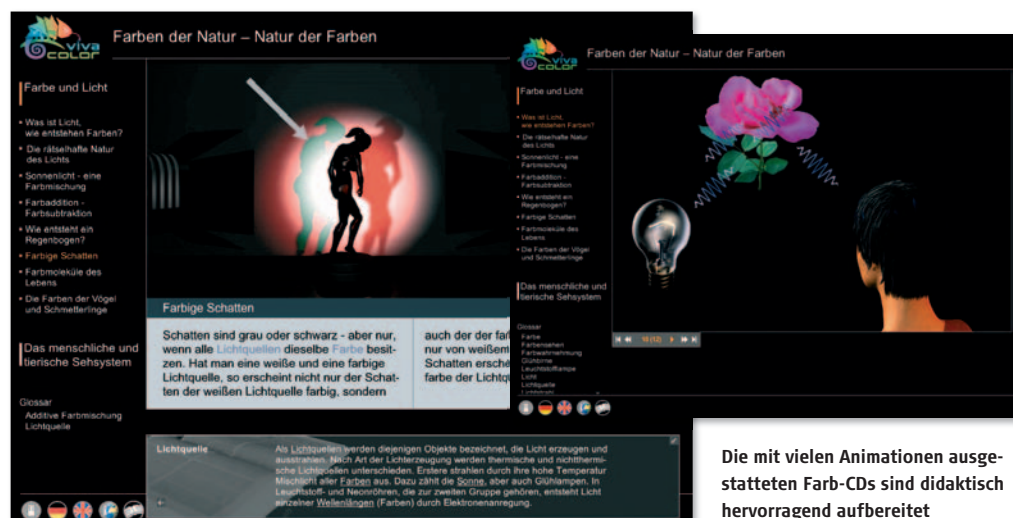 viva
COLOR
Farben der Natur – Natur der Farben
Farbe und Licht
Was ist Licht,
wie entstehen Farben?
Die rätselhafte Natur
des Lichts
Sonnenlicht - eine
Farbmischung
Farbaddition -
Farbsubtraktion
Wie entsteht ein
Regenbogen?
Farbige Schatten
Farbmoleküle des
Lebens
Die Farben der Vögel
und Schmetterlinge
Das menschliche und
tierische Sehsystem
Glossar
Additive Farbmischung
Lichtquelle
Farbige Schatten
Schatten sind grau oder schwarz - aber nur,
wenn alle Lichtquellen dieselbe Farbe besit-
zen. Hat man eine weiße und eine farbige
Lichtquelle, so erscheint nicht nur der Schat-
ten der weißen Lichtquelle farbig, sondern
auch der der
nur von weißem
Schatten
farbe der
Lichtquelle
Als Lichtquellen werden diejenigen Objekte bezeichnet, die Licht erzeugen und
ausstrahlen. Nach Art der Lichterzeugung werden thermische und nichtthermi-
sche Lichtquellen unterschieden. Erstere strahlen durch ihre hohe Temperatur
Mischlicht aller Farben aus. Dazu zählt die Sonne, aber auch Glühlampen. In
Leuchtstoff- und Neonröhren, die zur zweiten Gruppe gehören, entsteht Licht
einzelner Wellenlängen (Farben) durch Elektronenanregung.
viva
COLOR
Farben der Natur – Natur der Farben
Farbe und Licht
Was ist Licht,
wie entstehen Farben?
Die rätselhafte Natur
des Lichts
Sonnenlicht - eine
Farbmischung
Farbaddition -
Farbsubtraktion
Wie entsteht ein
Regenbogen?
Farbige Schatten
Farbmoleküle des
Lebens
Die Farben der Vögel
und Schmetterlinge
Das menschliche und
tierische Sehsystem
Glossar
Farbe
Farbensehen
Farbwahrnehmung
Glühbirne
Leuchtstofflampe
Licht
Lichtquelle
10 (12)
Die mit vielen Animationen ausge-
statteten Farb-CDs sind didaktisch
hervorragend aufbereitet